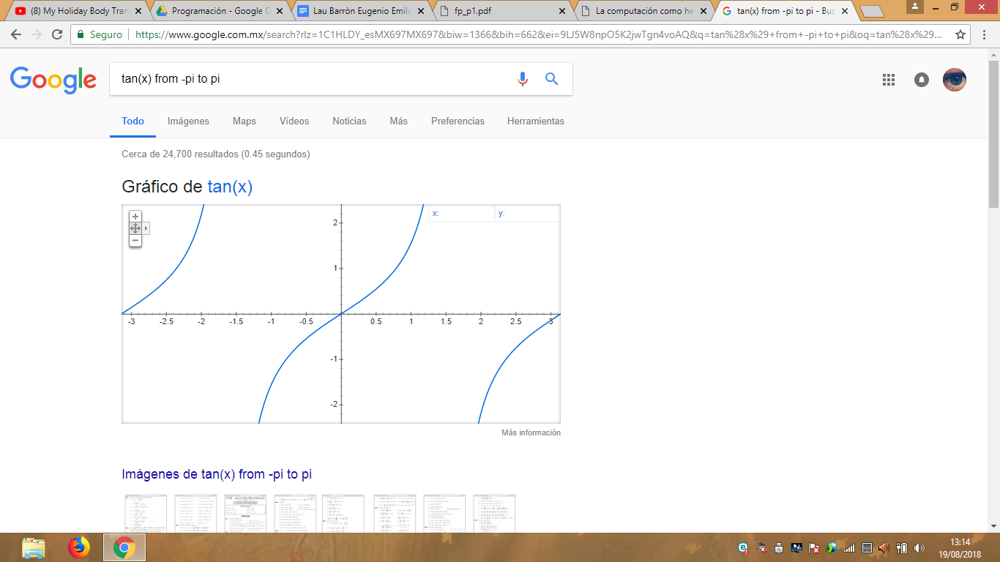 (8) My Holiday Body Tran
Programación - Google D
Lau Barròn Eugenio Emili
fp_p1.pdf
La computación como he
tan(x) from -pi to pi - Bus
Seguro
https://www.google.com.mx/search?rlz=1C1HLDY_esMX697MX697&biw=1366&bih=662&ei=9LJ5W8npO5K2jwTgn4voAQ&q=tan%28x%29+from+-pi+to+pi&oq=tan%28x%29...
Google
tan(x) from -pi to pi
Todo Imágenes Maps Vídeos Noticias Más Preferencias Herramientas
Cerca de 24,700 resultados (0.45 segundos)
Gráfico de tan(x)
x: y:
2
1
-3 -2.5 -2 -1.5 -1 -0.5 0.5 1 1.5 2 2.5 3
-1
-2
Más información
Imágenes de tan(x) from -pi to pi
13:14
19/08/2018